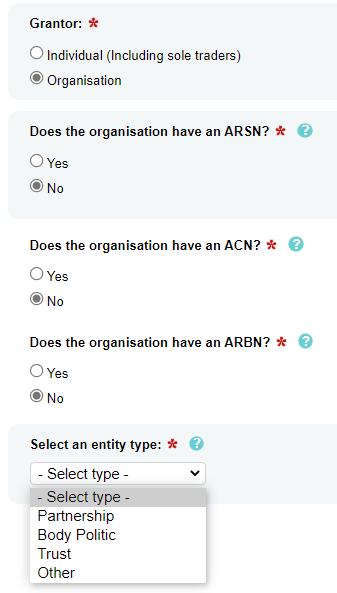 Grantor: *
Individual (Including sole traders)
Organisation
Does the organisation have an ARSN? * ?
Yes
No
Does the organisation have an ACN? * ?
Yes
No
Does the organisation have an ARBN? * ?
Yes
No
Select an entity type: * ?
- Select type -
- Select type -
Partnership
Body Politic
Trust
Other